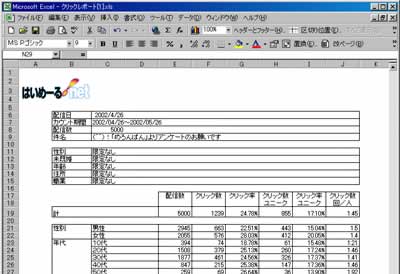 Microsoft Excel - クリックレポート[1].xls
ファイル(F) 編集(E) 表示(V) 挿入(I) 書式(O) ツール(T) データ(D) ウィンドウ(W) ヘルプ(H)
100% ヘッダーとフッター(H)... 区切り位置(E)...
MS Pゴシック 9 B 置換(E)... 改ページ(B)
N29
A B C D E F G H I J
はいめーる net
配信日 2002/4/26
カウント期間 2002/04/26～2002/05/26
配信数 5000
件名 (^^)!「めろんぱん」よりアンケートのお願いです
性別 限定なし
未既婚 限定なし
年齢 限定なし
住所 限定なし
職業 限定なし
配信数 クリック数 クリック率 クリック数ユニーク クリック率ユニーク クリック数回／人
計 5000 1239 24.78% 855 17.10% 1.45
性別 男性 2945 663 22.51% 443 15.04% 1.5
女性 2055 576 28.03% 412 20.05% 1.4
年代 10代 394 74 18.78% 61 15.48% 1.21
20代 1508 379 25.13% 260 17.24% 1.46
30代 1877 461 24.56% 326 17.37% 1.41
40代 847 215 25.38% 147 17.36% 1.46
50代 259 69 26.64% 36 13.90% 1.92